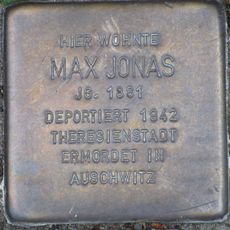 HIER WOHNTE
MAX JONAS
JG. 1881
DEPORTIERT 1942
THERESIENSTADT
ERMORDET IN
AUSCHWITZ